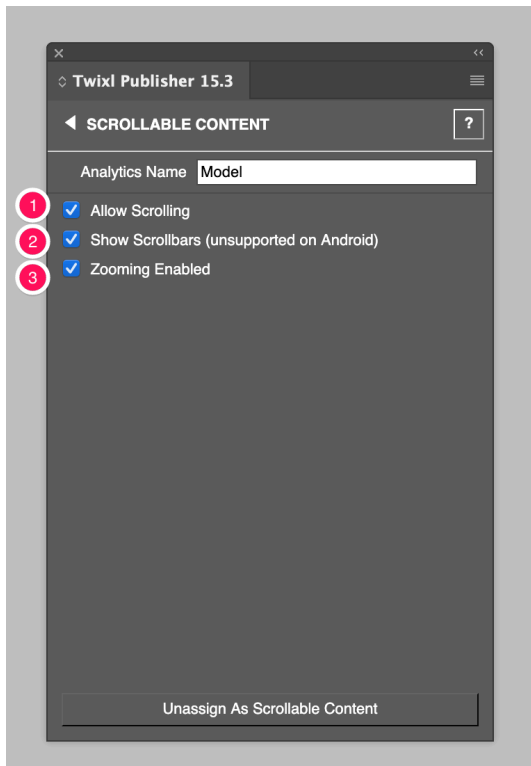 Twixl Publisher 15.3
SCROLLABLE CONTENT ?
Analytics Name Model
1 Allow Scrolling
2 Show Scrollbars (unsupported on Android)
3 Zooming Enabled
Unassign As Scrollable Content